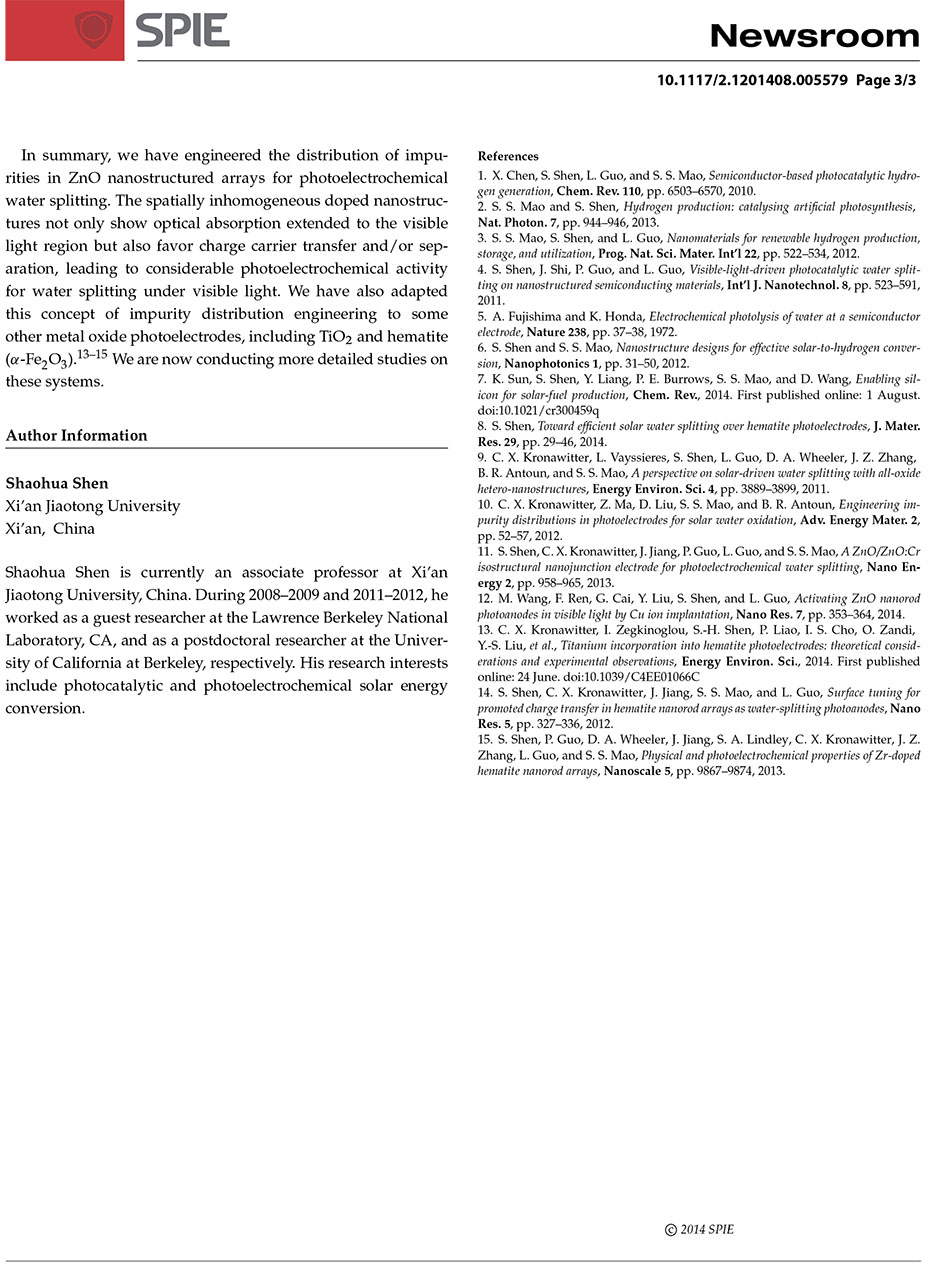 SPIE
Newsroom
10.1117/2.1201408.005579 Page 3/3
In summary, we have engineered the distribution of impu-
rities in ZnO nanostructured arrays for photoelectrochemical
water splitting. The spatially inhomogeneous doped nanostruc-
tures not only show optical absorption extended to the visible
light region but also favor charge carrier transfer and/or sep-
aration, leading to considerable photoelectrochemical activity
for water splitting under visible light. We have also adapted
this concept of impurity distribution engineering to some
other metal oxide photoelectrodes, including TiO2 and hematite
(α-Fe2O3).13–15 We are now conducting more detailed studies on
these systems.
Author Information
Shaohua Shen
Xi’an Jiaotong University
Xi’an, China
Shaohua Shen is currently an associate professor at Xi’an
Jiaotong University, China. During 2008–2009 and 2011–2012, he
worked as a guest researcher at the Lawrence Berkeley National
Laboratory, CA, and as a postdoctoral researcher at the Univer-
sity of California at Berkeley, respectively. His research interests
include photocatalytic and photoelectrochemical solar energy
conversion.
References
1. X. Chen, S. Shen, L. Guo, and S. S. Mao, Semiconductor-based photocatalytic hydro-
gen generation, Chem. Rev. 110, pp. 6503–6570, 2010.
2. S. S. Mao and S. Shen, Hydrogen production: catalysing artificial photosynthesis,
Nat. Photon. 7, pp. 944–946, 2013.
3. S. S. Mao, S. Shen, and L. Guo, Nanomaterials for renewable hydrogen production,
storage, and utilization, Prog. Nat. Sci. Mater. Int’l 22, pp. 522–534, 2012.
4. S. Shen, J. Shi, P. Guo, and L. Guo, Visible-light-driven photocatalytic water split-
ting on nanostructured semiconducting materials, Int’l J. Nanotechnol. 8, pp. 523–591,
2011.
5. A. Fujishima and K. Honda, Electrochemical photolysis of water at a semiconductor
electrode, Nature 238, pp. 37–38, 1972.
6. S. Shen and S. S. Mao, Nanostructure designs for effective solar-to-hydrogen conver-
sion, Nanophotonics 1, pp. 31–50, 2012.
7. K. Sun, S. Shen, Y. Liang, P. E. Burrows, S. S. Mao, and D. Wang, Enabling sil-
icon for solar-fuel production, Chem. Rev., 2014. First published online: 1 August.
doi:10.1021/cr300459q
8. S. Shen, Toward efficient solar water splitting over hematite photoelectrodes, J. Mater.
Res. 29, pp. 29–46, 2014.
9. C. X. Kronawitter, L. Vayssieres, S. Shen, L. Guo, D. A. Wheeler, J. Z. Zhang,
B. R. Antoun, and S. S. Mao, A perspective on solar-driven water splitting with all-oxide
hetero-nanostructures, Energy Environ. Sci. 4, pp. 3889–3899, 2011.
10. C. X. Kronawitter, Z. Ma, D. Liu, S. S. Mao, and B. R. Antoun, Engineering im-
purity distributions in photoelectrodes for solar water oxidation, Adv. Energy Mater. 2,
pp. 52–57, 2012.
11. S. Shen, C. X. Kronawitter, J. Jiang, P. Guo, L. Guo, and S. S. Mao, A ZnO/ZnO:Cr
isostructural nanojunction electrode for photoelectrochemical water splitting, Nano En-
ergy 2, pp. 958–965, 2013.
12. M. Wang, F. Ren, G. Cai, Y. Liu, S. Shen, and L. Guo, Activating ZnO nanorod
photoanodes in visible light by Cu ion implantation, Nano Res. 7, pp. 353–364, 2014.
13. C. X. Kronawitter, I. Zegkinoglou, S.-H. Shen, P. Liao, I. S. Cho, O. Zandi,
Y.-S. Liu, et al., Titanium incorporation into hematite photoelectrodes: theoretical consid-
erations and experimental observations, Energy Environ. Sci., 2014. First published
online: 24 June. doi:10.1039/C4EE01066C
14. S. Shen, C. X. Kronawitter, J. Jiang, S. S. Mao, and L. Guo, Surface tuning for
promoted charge transfer in hematite nanorod arrays as water-splitting photoanodes, Nano
Res. 5, pp. 327–336, 2012.
15. S. Shen, P. Guo, D. A. Wheeler, J. Jiang, S. A. Lindley, C. X. Kronawitter, J. Z.
Zhang, L. Guo, and S. S. Mao, Physical and photoelectrochemical properties of Zr-doped
hematite nanorod arrays, Nanoscale 5, pp. 9867–9874, 2013.
© 2014 SPIE